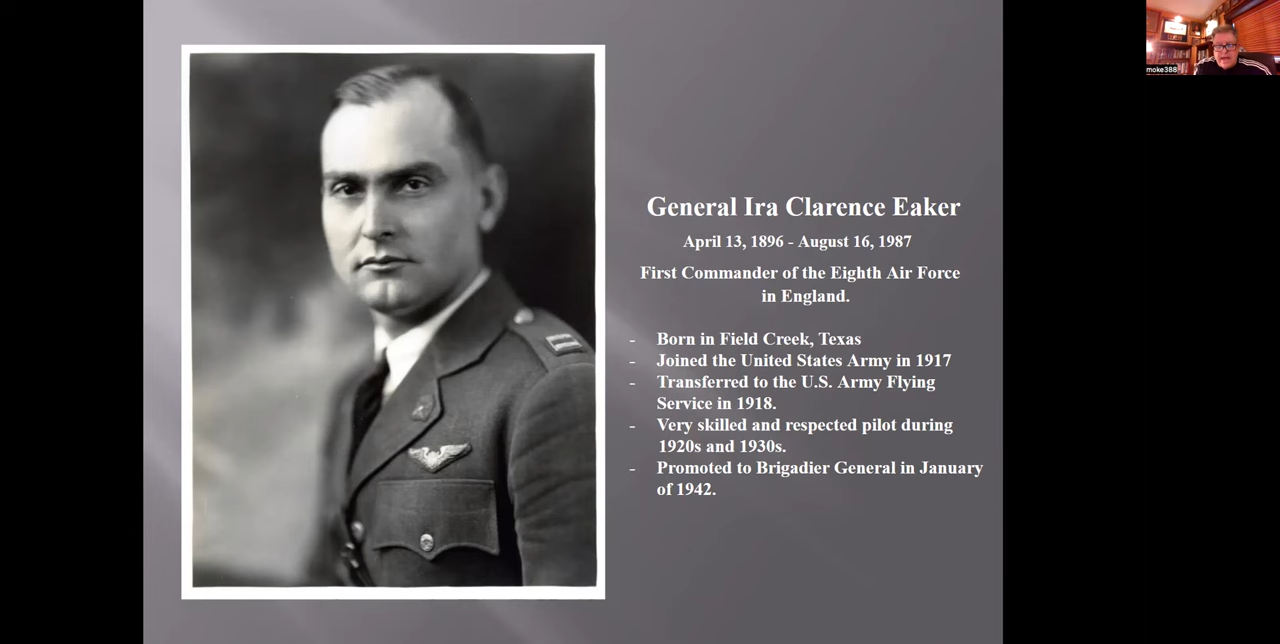 General Ira Clarence Eaker
April 13, 1896 - August 16, 1987
First Commander of the Eighth Air Force
in England.
- Born in Field Creek, Texas
- Joined the United States Army in 1917
- Transferred to the U.S. Army Flying
Service in 1918.
- Very skilled and respected pilot during
1920s and 1930s.
- Promoted to Brigadier General in January
of 1942.
moke388